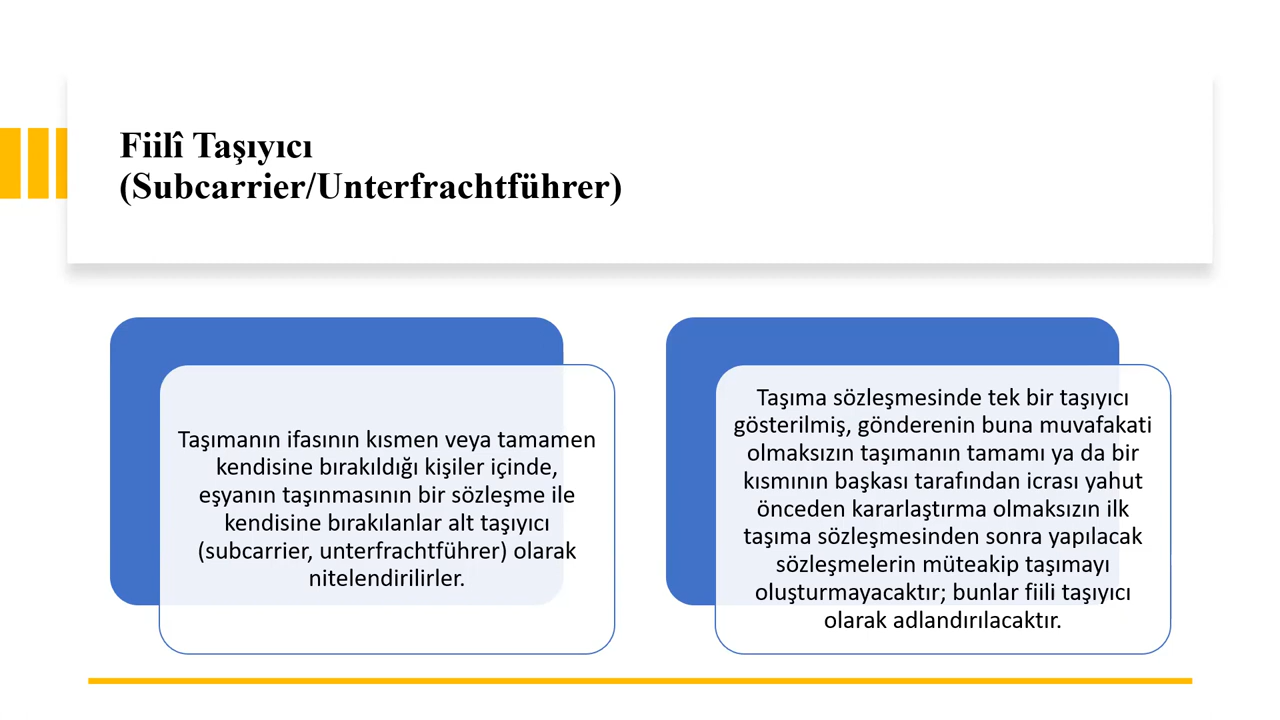 Fiilî Taşıyıcı
(Subcarrier/Unterfrachtführer)
Taşımanın ifasının kısmen veya tamamen
kendisine bırakıldığı kişiler içinde,
eşyanın taşınmasının bir sözleşme ile
kendisine bırakılanlar alt taşıyıcı
(subcarrier, unterfrachtführer) olarak
nitelendirilirler.
Taşıma sözleşmesinde tek bir taşıyıcı
gösterilmiş, gönderenin buna muvafakati
olmaksızın taşımanın tamamı ya da bir
kısmının başkası tarafından icrası yahut
önceden kararlaştırma olmaksızın ilk
taşıma sözleşmesinden sonra yapılacak
sözleşmelerin müteakip taşımayı
oluşturmayacaktır; bunlar fiili taşıyıcı
olarak adlandırılacaktır.